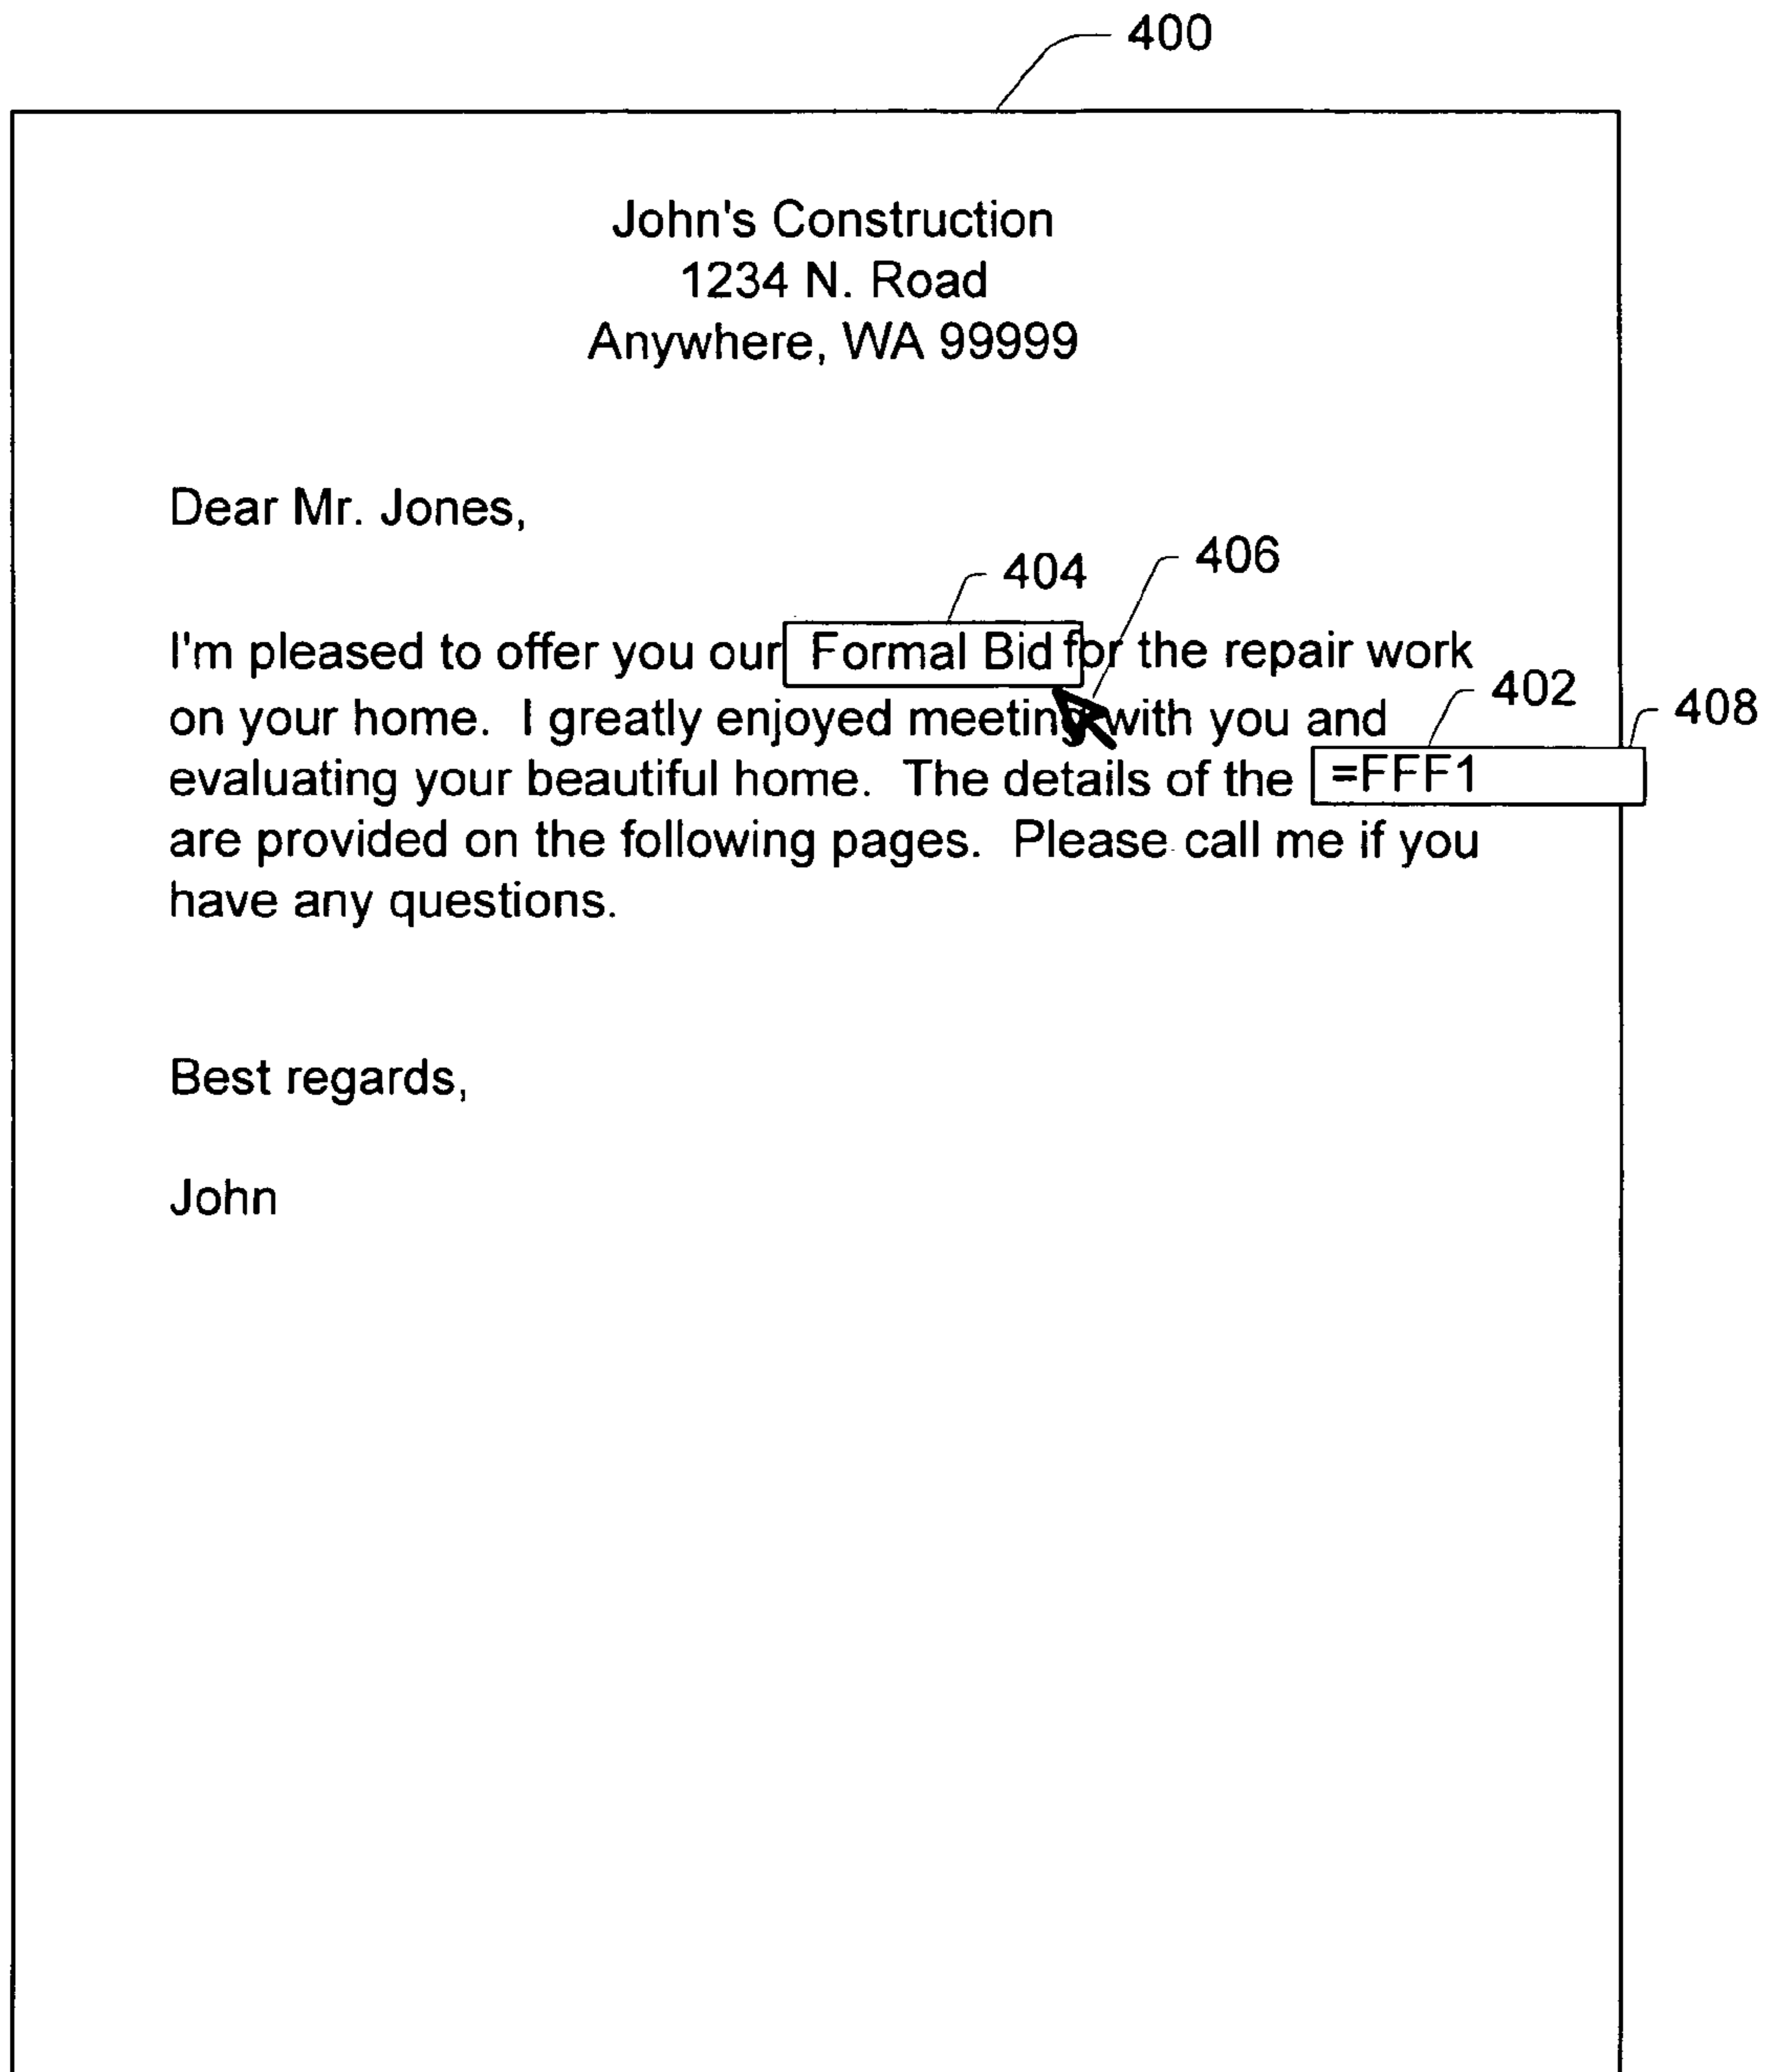 400
John's Construction
1234 N. Road
Anywhere, WA 99999
Dear Mr. Jones,
404 406
I'm pleased to offer you our Formal Bid for the repair work
402 408
on your home. I greatly enjoyed meeting with you and
evaluating your beautiful home. The details of the =FFF1
are provided on the following pages. Please call me if you
have any questions.
Best regards,
John